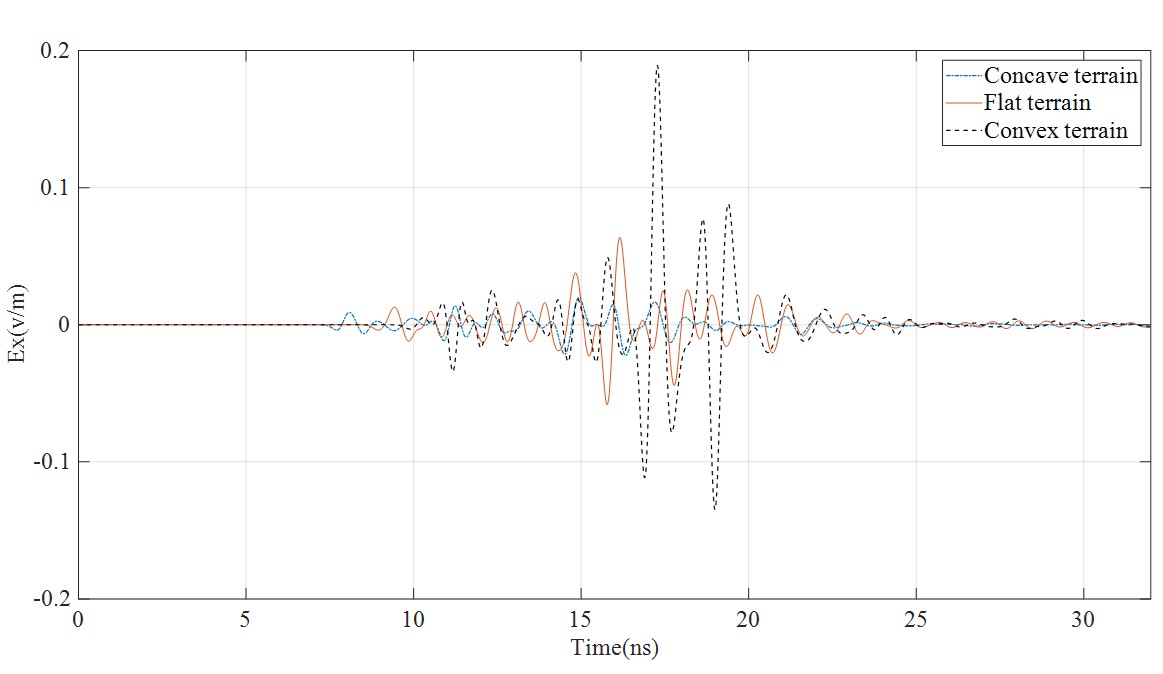 0.2
0.1
0
-0.1
-0.2
Ex(v/m)
Concave terrain
Flat terrain
Convex terrain
0 5 10 15 20 25 30
Time(ns)